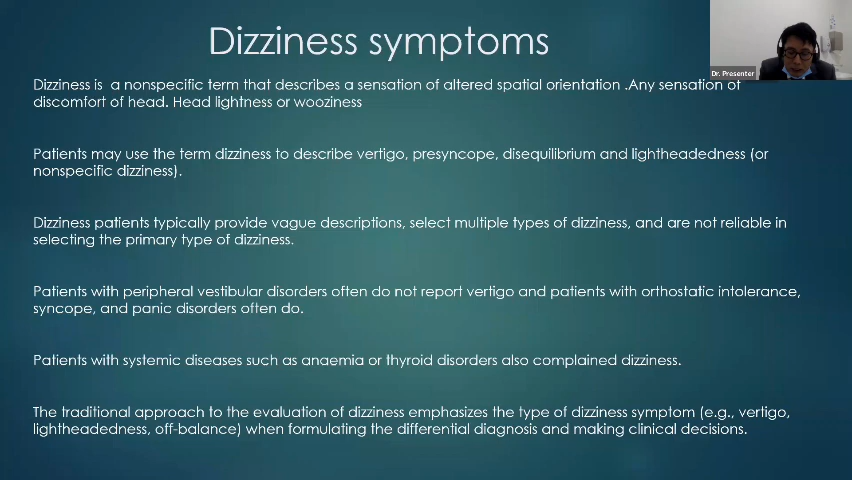 Dizziness symptoms
Dr. Presenter
Dizziness is a nonspecific term that describes a sensation of altered spatial orientation .Any sensation of
discomfort of head. Head lightness or wooziness
Patients may use the term dizziness to describe vertigo, presyncope, disequilibrium and lightheadedness (or
nonspecific dizziness).
Dizziness patients typically provide vague descriptions, select multiple types of dizziness, and are not reliable in
selecting the primary type of dizziness.
Patients with peripheral vestibular disorders often do not report vertigo and patients with orthostatic intolerance,
syncope, and panic disorders often do.
Patients with systemic diseases such as anaemia or thyroid disorders also complained dizziness.
The traditional approach to the evaluation of dizziness emphasizes the type of dizziness symptom (e.g., vertigo,
lightheadedness, off-balance) when formulating the differential diagnosis and making clinical decisions.